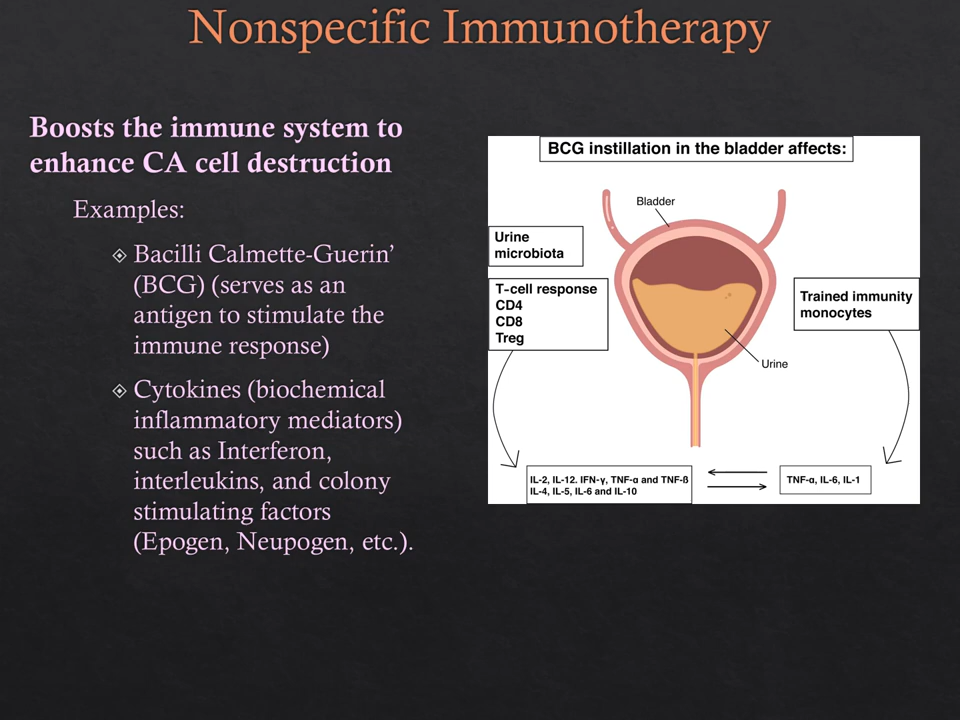 Nonspecific Immunotherapy
Boosts the immune system to
enhance CA cell destruction
Examples:
Bacilli Calmette-Guerin’
(BCG) (serves as an
antigen to stimulate the
immune response)
Cytokines (biochemical
inflammatory mediators)
such as Interferon,
interleukins, and colony
stimulating factors
(Epogen, Neupogen, etc.).
BCG instillation in the bladder affects:
Bladder
Urine
microbiota
T-cell response
CD4
CD8
Treg
Trained immunity
monocytes
Urine
IL-2, IL-12. IFN-γ, TNF-α and TNF-ß
IL-4, IL-5, IL-6 and IL-10
TNF-α, IL-6, IL-1